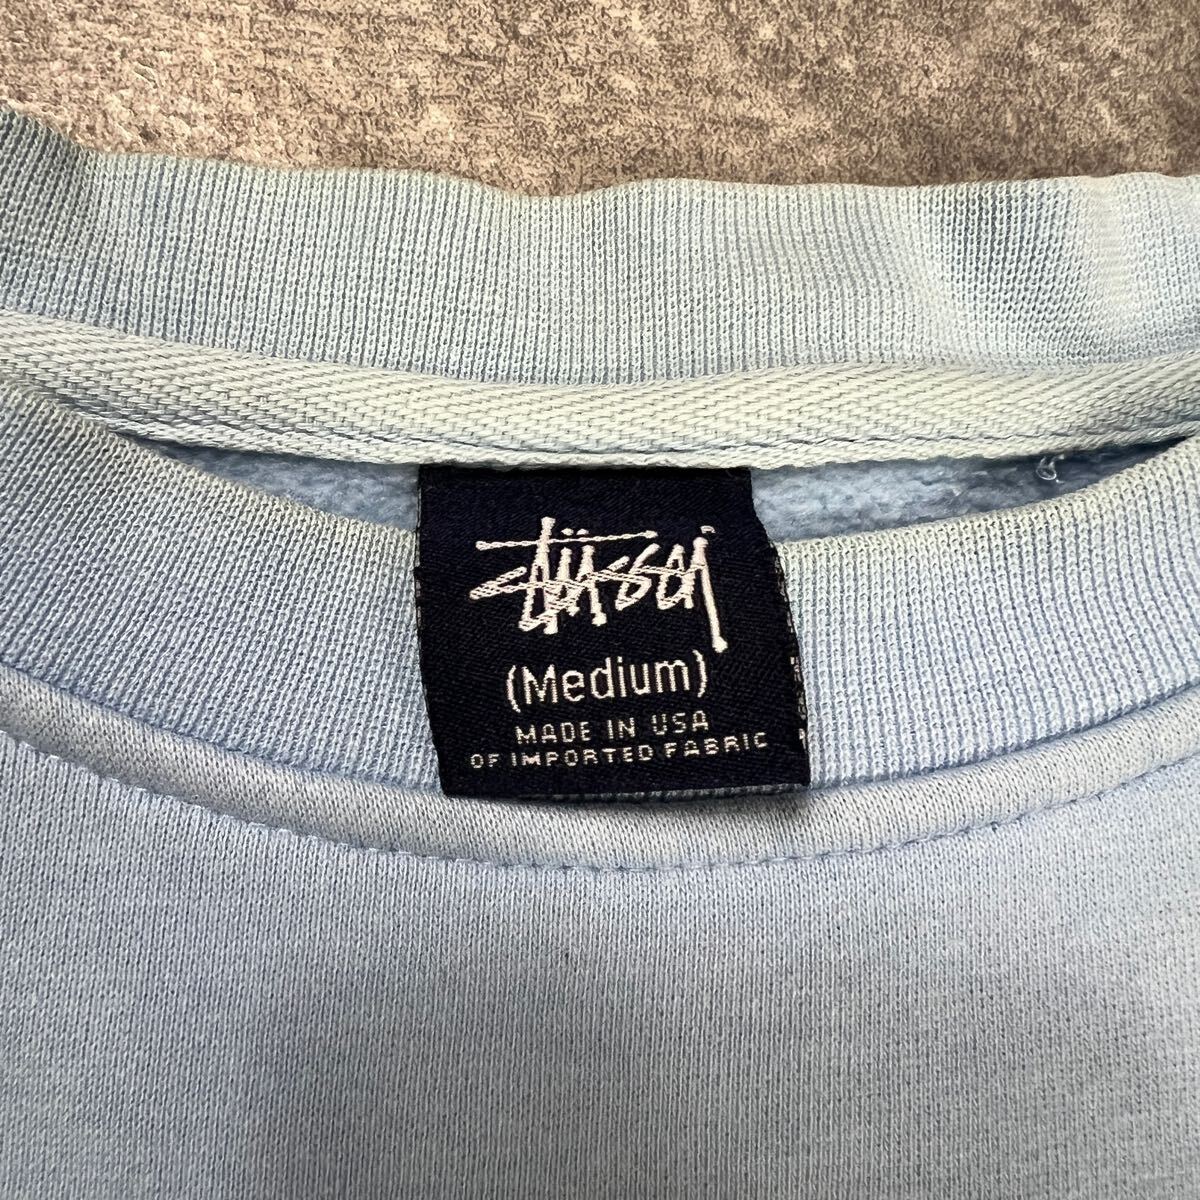 Stüssy
(Medium)
MADE IN USA
OF IMPORTED FABRIC